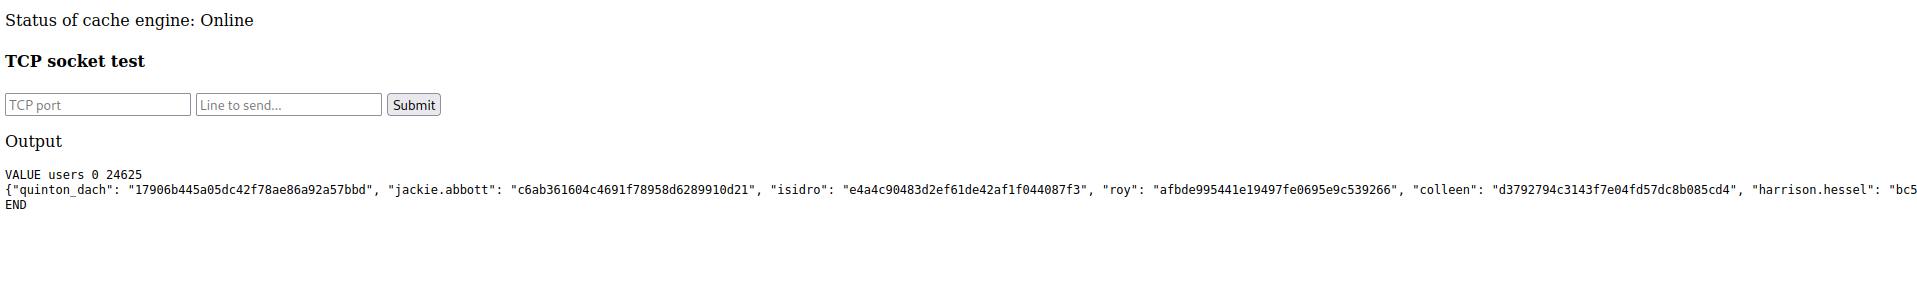 Status of cache engine: Online
TCP socket test
TCP port
Line to send...
Submit
Output
VALUE users 0 24625
{"quinton_dach": "17906b445a05dc42f78ae86a92a57bbd", "jackie.abbott": "c6ab361604c4691f78958d6289910d21", "isidro": "e4a4c90483d2ef61de42af1f044087f3", "roy": "afbde995441e19497fe0695e9c539266", "colleen": "d3792794c3143f7e04fd57dc8b085cd4", "harrison.hessel": "bc5
END